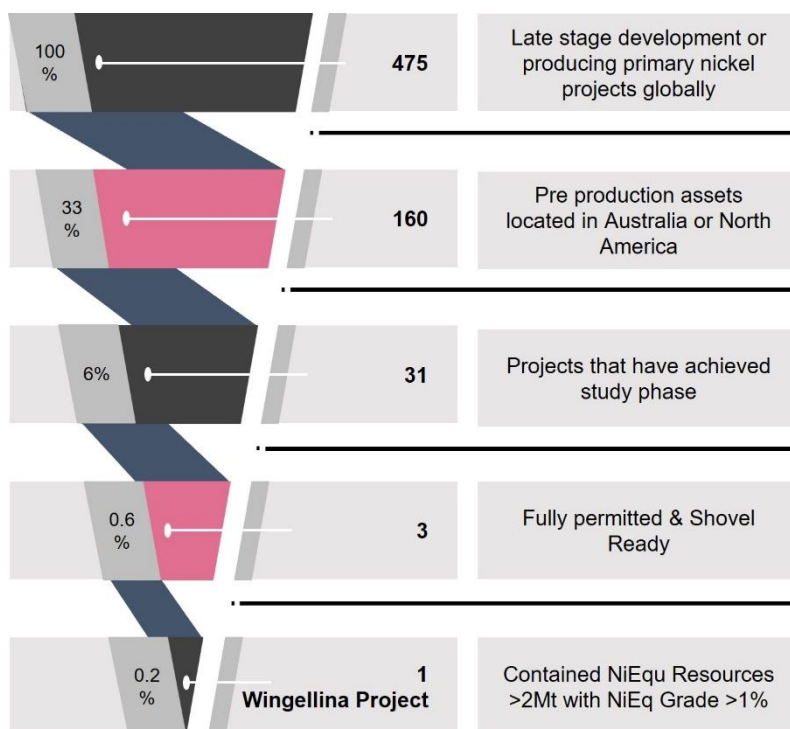 100
%
475
Late stage development or
producing primary nickel
projects globally
33
%
160
Pre production assets
located in Australia or North
America
6%
31
Projects that have achieved
study phase
0.6
%
3
Fully permitted & Shovel
Ready
0.2
%
1
Wingellina Project
Contained NiEqu Resources
>2Mt with NiEq Grade >1%